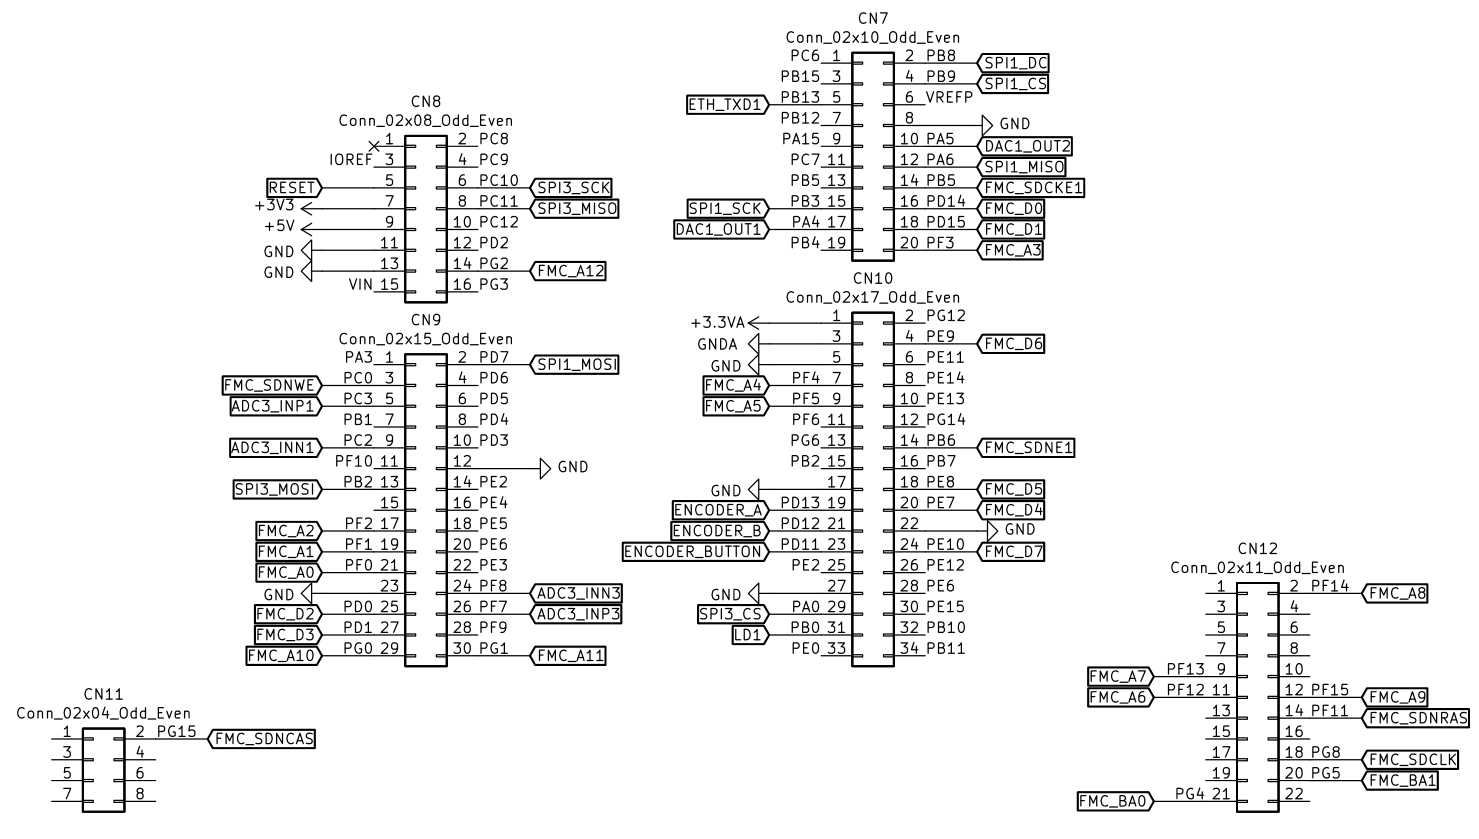 CN7
Conn_02x10_Odd_Even
PC6 1 2 PB8 SPI1_DC
PB15 3 4 PB9 SPI1_CS
ETH_TXD1 PB13 5 6 VREFP
PB12 7 8 GND
PA15 9 10 PA5 DAC1_OUT2
PC7 11 12 PA6 SPI1_MISO
PB5 13 14 PB5 FMC_SDCKE1
SPI1_SCK PB3 15 16 PD14 FMC_D0
DAC1_OUT1 PA4 17 18 PD15 FMC_D1
PB4 19 20 PF3 FMC_A3
CN8
Conn_02x08_Odd_Even
1 2 PC8
IOREF 3 4 PC9
RESET 5 6 PC10 SPI3_SCK
+3V3 7 8 PC11 SPI3_MISO
+5V 9 10 PC12
GND 11 12 PD2
GND 13 14 PG2 FMC_A12
VIN 15 16 PG3
CN10
Conn_02x17_Odd_Even
+3.3VA 1 2 PG12
GNDA 3 4 PE9 FMC_D6
GND 5 6 PE11
FMC_A4 PF4 7 8 PE14
FMC_A5 PF5 9 10 PE13
PF6 11 12 PG14
PG6 13 14 PB6 FMC_SDNE1
PB2 15 16 PB7
GND 17 18 PE8 FMC_D5
ENCODER_A PD13 19 20 PE7 FMC_D4
ENCODER_B PD12 21 22 GND
ENCODER_BUTTON PD11 23 24 PE10 FMC_D7
PE2 25 26 PE12
GND 27 28 PE6
SPI3_CS PA0 29 30 PE15
LD1 PB0 31 32 PB10
PE0 33 34 PB11
CN9
Conn_02x15_Odd_Even
PA3 1 2 PD7 SPI1_MOSI
FMC_SDNWE PC0 3 4 PD6
ADC3_INP1 PC3 5 6 PD5
PB1 7 8 PD4
ADC3_INN1 PC2 9 10 PD3
PF10 11 12 GND
SPI3_MOSI PB2 13 14 PE2
15 16 PE4
FMC_A2 PF2 17 18 PE5
FMC_A1 PF1 19 20 PE6
FMC_A0 PF0 21 22 PE3
GND 23 24 PF8 ADC3_INN3
FMC_D2 PD0 25 26 PF7 ADC3_INP3
FMC_D3 PD1 27 28 PF9
FMC_A10 PG0 29 30 PG1 FMC_A11
CN12
Conn_02x11_Odd_Even
1 2 PF14 FMC_A8
3 4
5 6
7 8
FMC_A7 PF13 9 10
FMC_A6 PF12 11 12 PF15 FMC_A9
13 14 PF11 FMC_SDNRAS
15 16
17 18 PG8 FMC_SDCLK
19 20 PG5 FMC_BA1
FMC_BA0 PG4 21 22
CN11
Conn_02x04_Odd_Even
1 2 PG15 FMC_SDNCAS
3 4
5 6
7 8